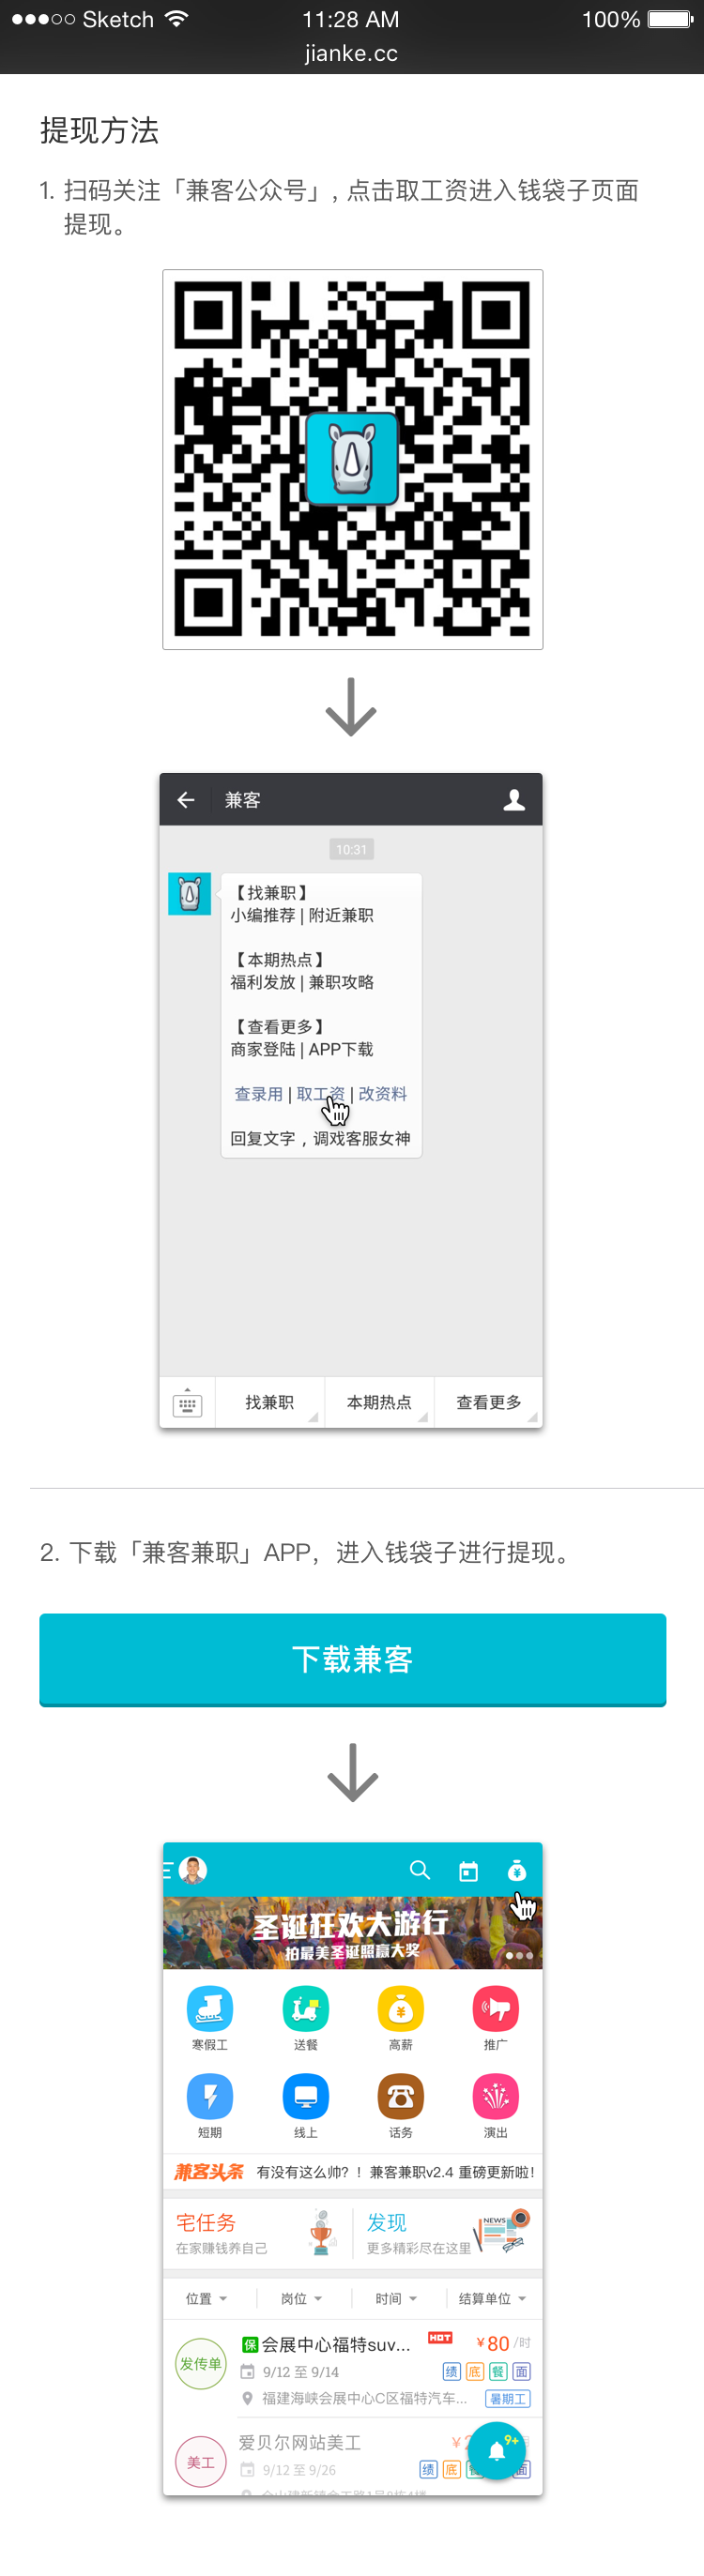 Sketch 11:28 AM 100%
jianke.cc
提现方法
1. 扫码关注「兼客公众号」, 点击取工资进入钱袋子页面
提现。
兼客
10:31
【找兼职】
小编推荐 | 附近兼职
【本期热点】
福利发放 | 兼职攻略
【查看更多】
商家登陆 | APP下载
查录用 | 取工资 | 改资料
回复文字，调戏客服女神
找兼职 本期热点 查看更多
2. 下载「兼客兼职」APP，进入钱袋子进行提现。
下载兼客
圣诞狂欢大游行
拍最美圣诞照赢大奖
寒假工 送餐 高薪 推广
短期 线上 话务 演出
兼客头条 有没有这么帅？！兼客兼职v2.4 重磅更新啦！
宅任务 发现 NEWS
在家赚钱养自己 更多精彩尽在这里
位置 岗位 时间 结算单位
发传单 保 会展中心福特suv... HOT ¥80 /时
9/12 至 9/14 绩 底 餐 面
福建海峡会展中心C区福特汽车... 暑期工
爱贝尔网站美工 ¥ 9+
美工 9/12 至 9/26 绩 底 面